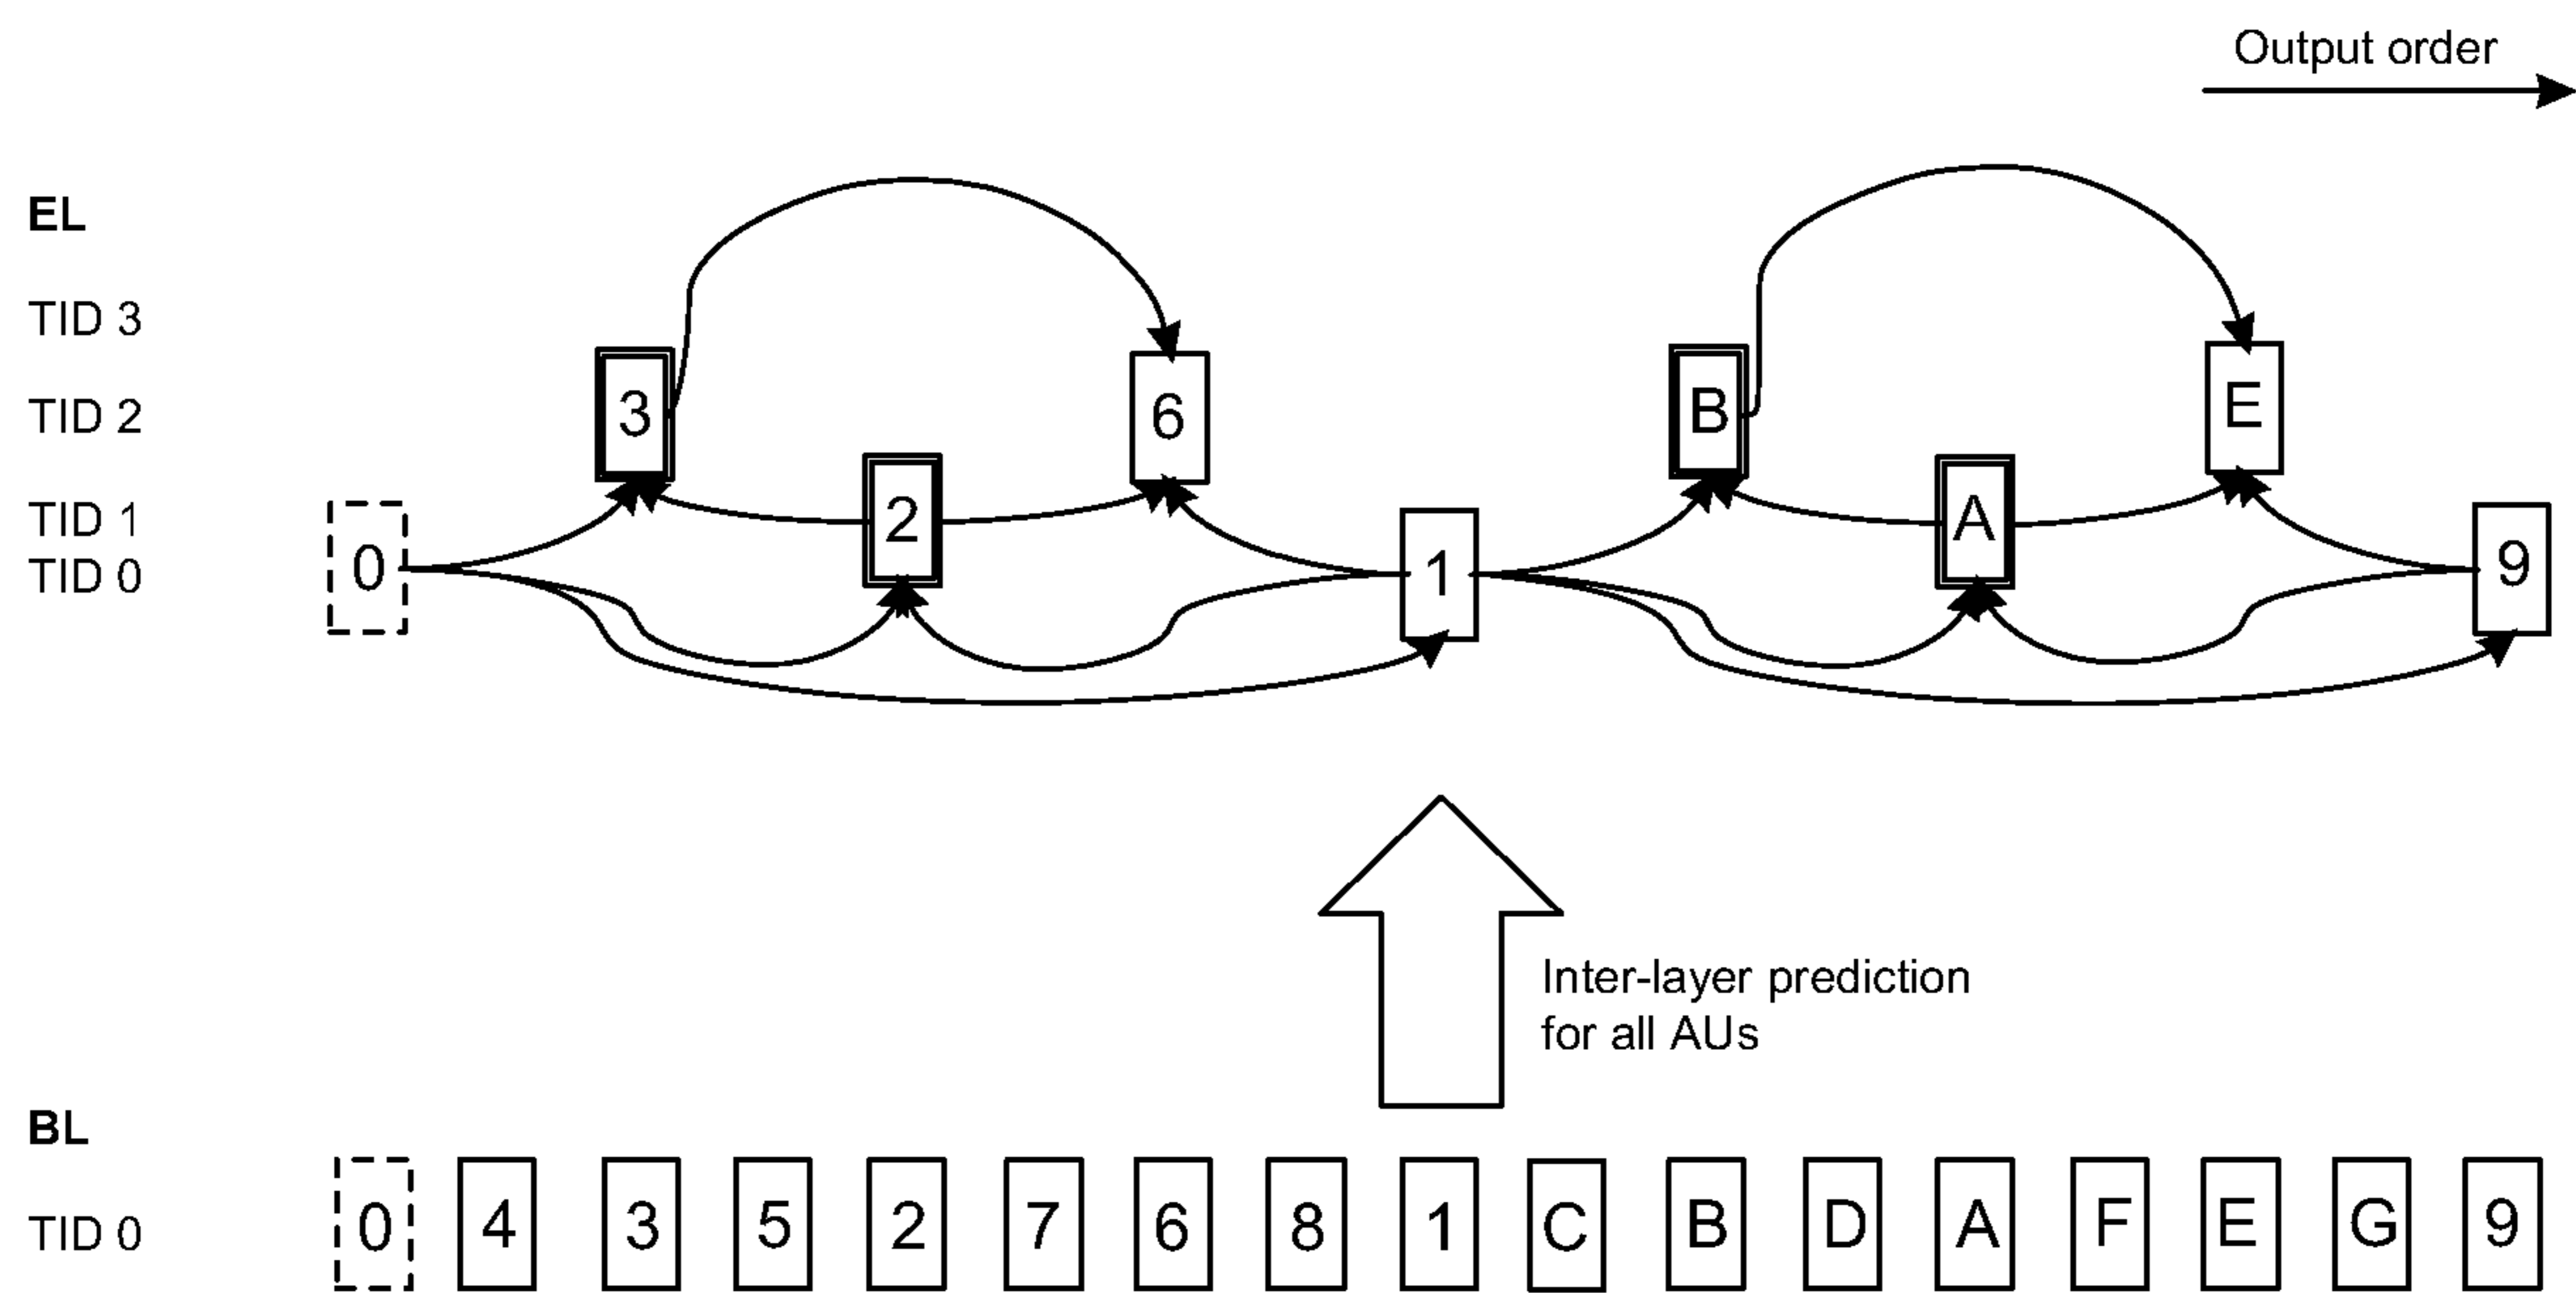 Output order
EL
TID 3
TID 2
TID 1
TID 0
3
6
B
E
2
A
0
1
9
Inter-layer prediction
for all AUs
BL
TID 0
0 4 3 5 2 7 6 8 1 C B D A F E G 9